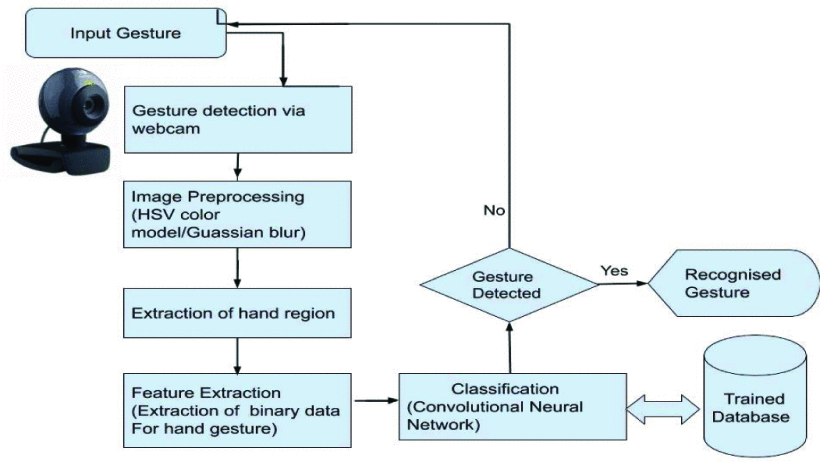 Input Gesture
Gesture detection via
webcam
Image Preprocessing
(HSV color
model/Guassian blur)
Extraction of hand region
Feature Extraction
(Extraction of binary data
For hand gesture)
Classification
(Convolutional Neural
Network)
Trained
Database
Gesture
Detected
No
Yes
Recognised
Gesture